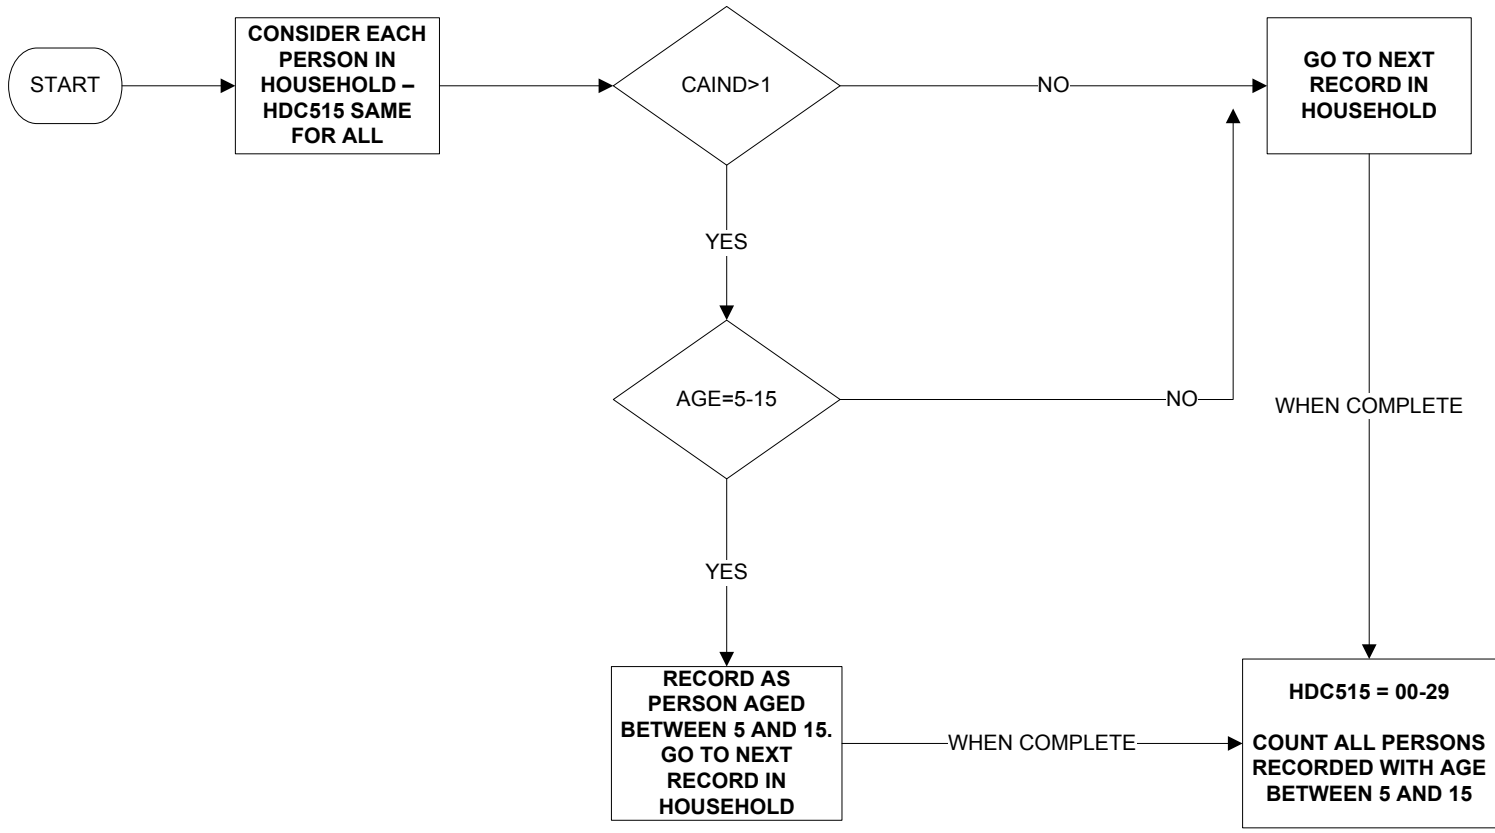 START
CONSIDER EACH
PERSON IN
HOUSEHOLD –
HDC515 SAME
FOR ALL
CAIND>1
NO
GO TO NEXT
RECORD IN
HOUSEHOLD
YES
AGE=5-15
NO
WHEN COMPLETE
YES
RECORD AS
PERSON AGED
BETWEEN 5 AND 15.
GO TO NEXT
RECORD IN
HOUSEHOLD
WHEN COMPLETE
HDC515 = 00-29
COUNT ALL PERSONS
RECORDED WITH AGE
BETWEEN 5 AND 15